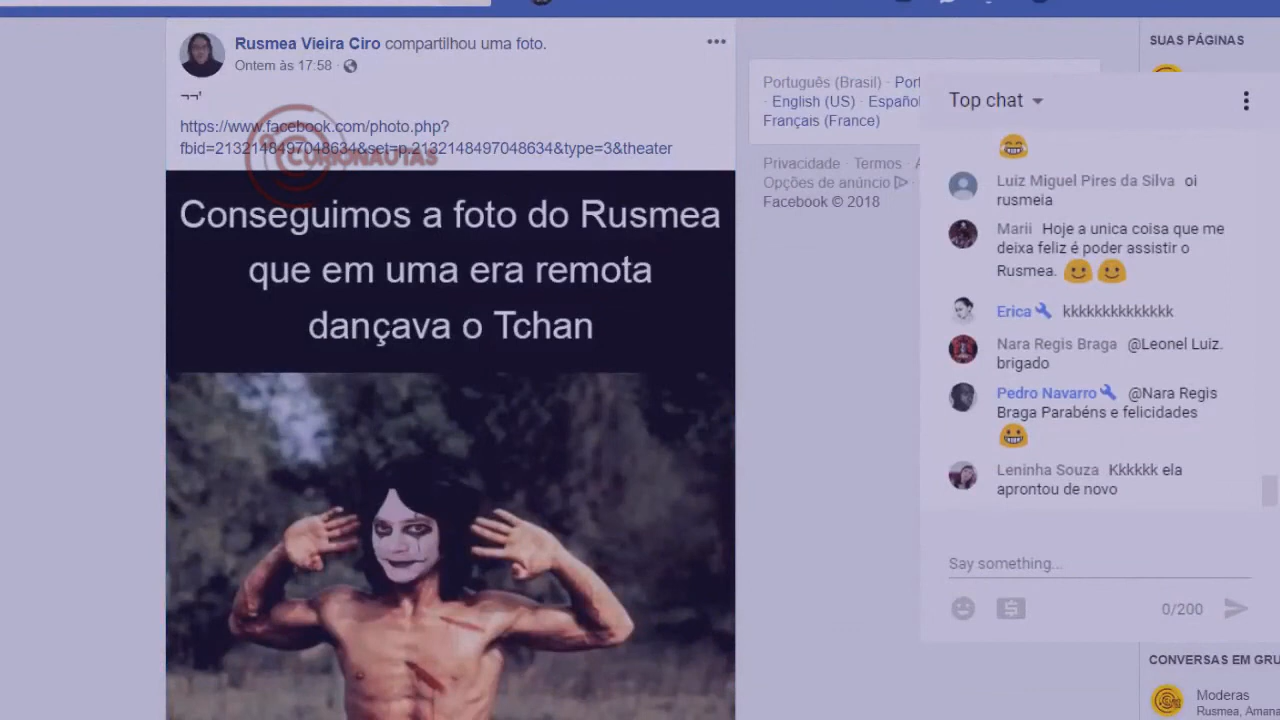 Rusmea Vieira Ciro compartilhou uma foto.
Ontem às 17:58
¬¬'
https://www.facebook.com/photo.php?
fbid=2132148497048634&set=p.2132148497048634&type=3&theater
CURIONAUTAS
Conseguimos a foto do Rusmea
que em uma era remota
dançava o Tchan
Português (Brasil) · Port
· English (US) · Español
Français (France)
Privacidade · Termos · A
Opções de anúncio
Facebook © 2018
SUAS PÁGINAS
Top chat
Luiz Miguel Pires da Silva oi
rusmeia
Marii Hoje a unica coisa que me
deixa feliz é poder assistir o
Rusmea.
Erica kkkkkkkkkkkkkk
Nara Regis Braga @Leonel Luiz.
brigado
Pedro Navarro @Nara Regis
Braga Parabéns e felicidades
Leninha Souza Kkkkkk ela
aprontou de novo
Say something...
0/200
CONVERSAS EM GRU
Moderas
Rusmea, Amana